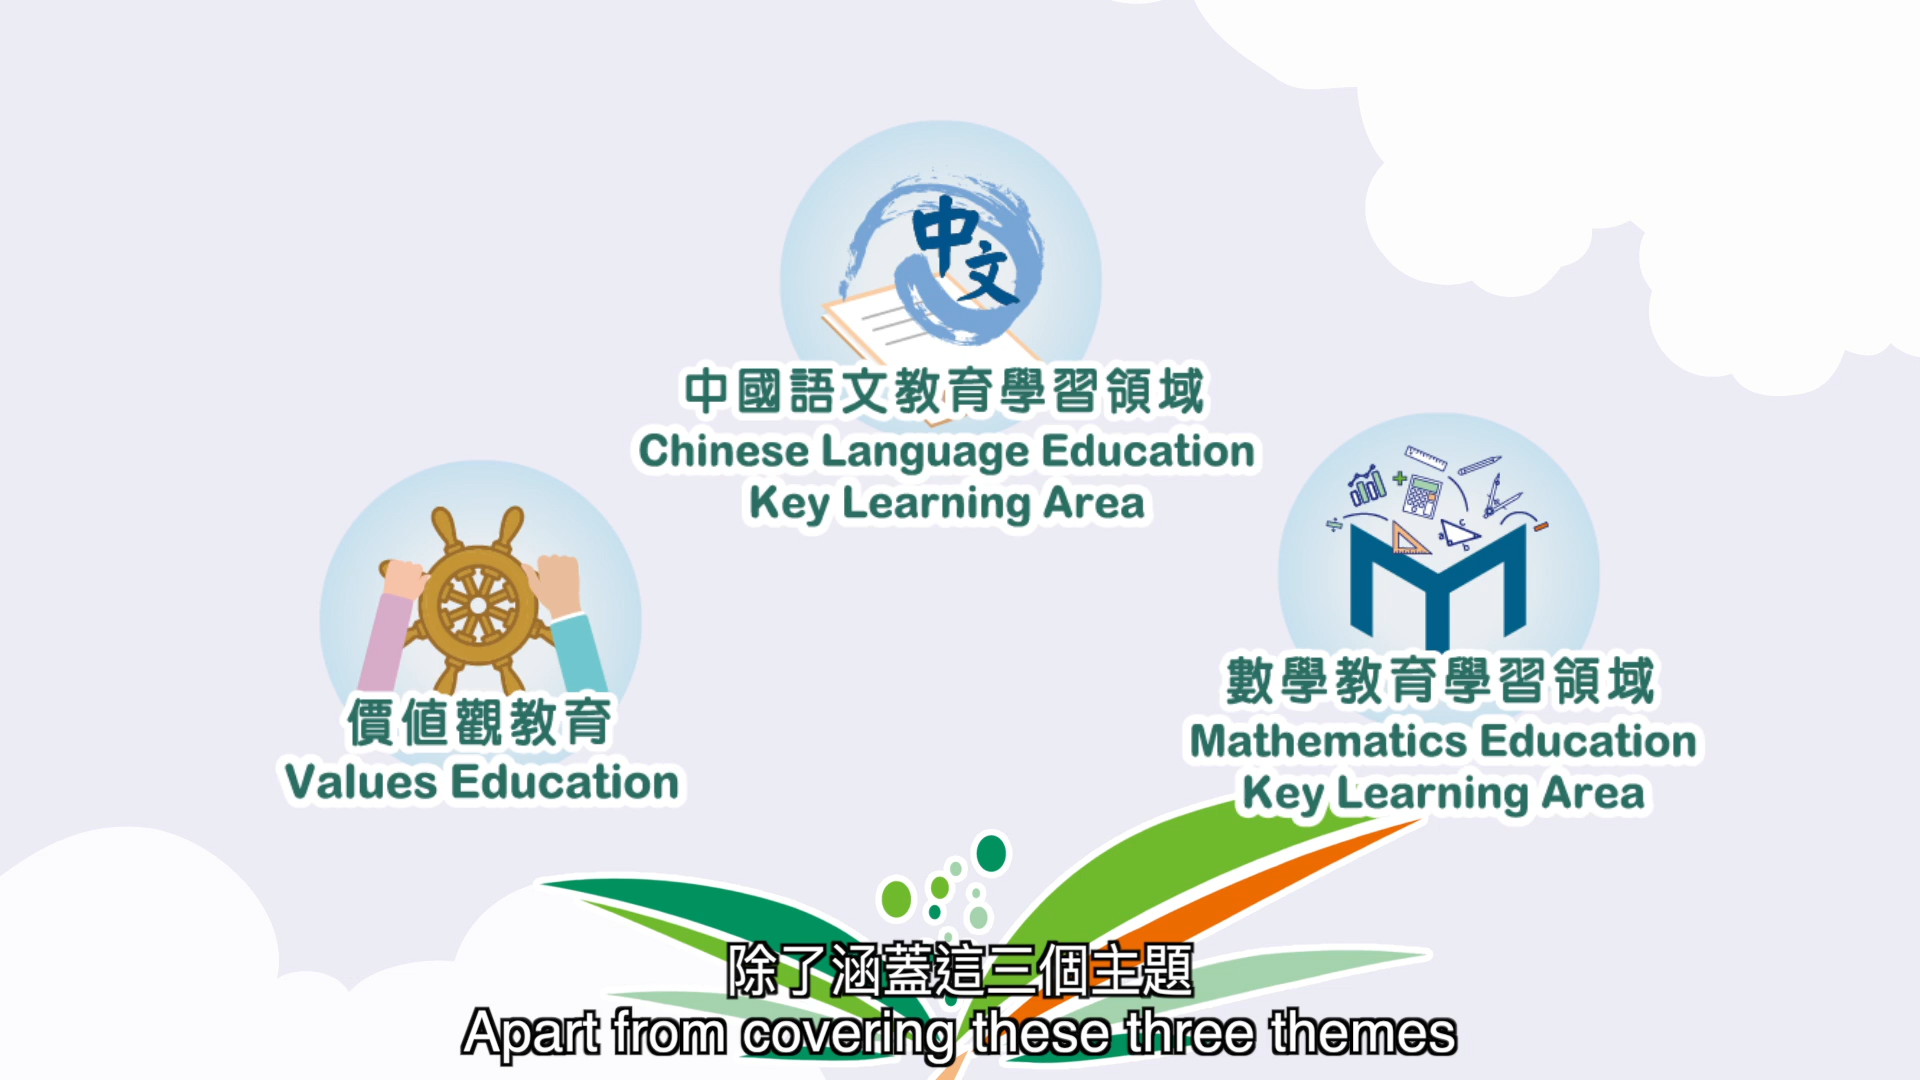 中文
中國語文教育學習領域
Chinese Language Education
Key Learning Area
價值觀教育
Values Education
數學教育學習領域
Mathematics Education
Key Learning Area
除了涵蓋這三個主題
Apart from covering these three themes